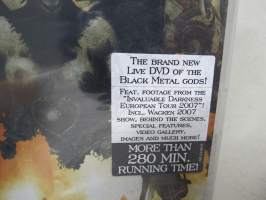 THE BRAND NEW
LIVE DVD OF THE
BLACK METAL GODS!
FEAT. FOOTAGE FROM THE
"INVALUABLE DARKNESS
EUROPEAN TOUR 2007"!
INCL. WACKEN 2007
SHOW, BEHIND THE SCENES,
SPECIAL FEATURES,
VIDEO GALLERY,
IMAGES AND MUCH MORE!
MORE THAN
280 MIN.
RUNNING TIME!